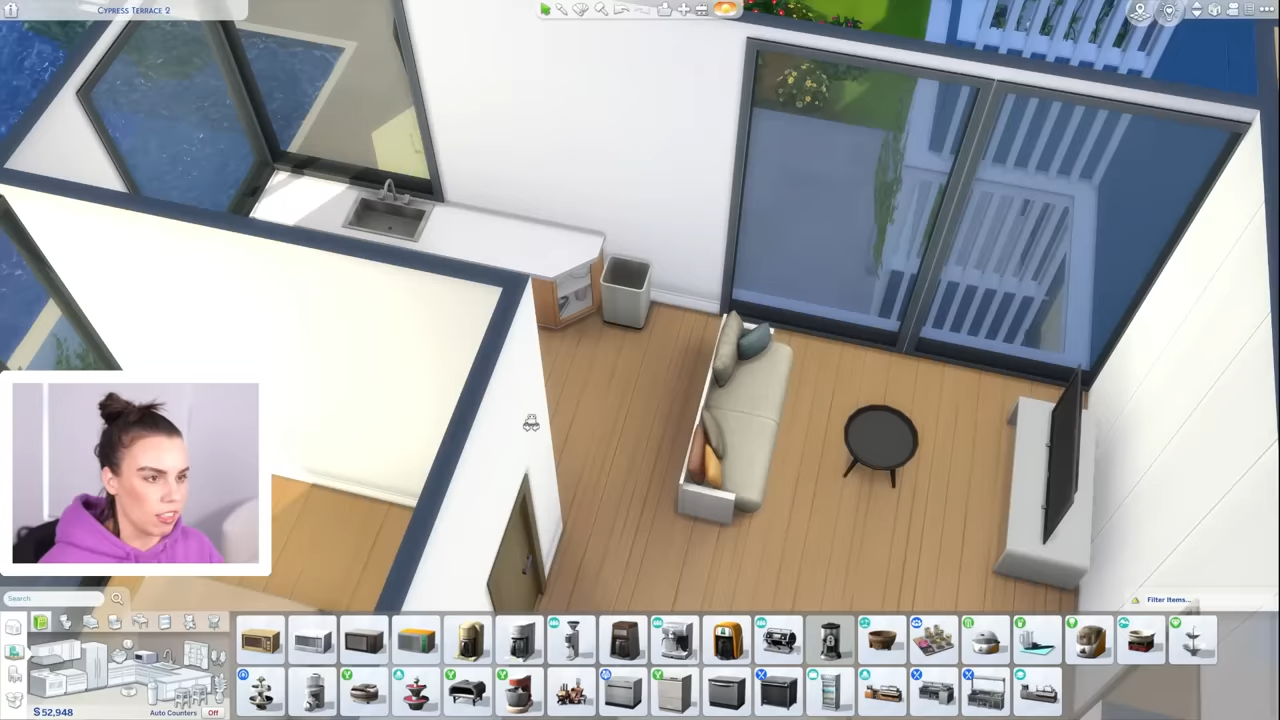 CYPRESS TERRACE 2
Search
Filter Items...
§52,948
Auto Counters
Off